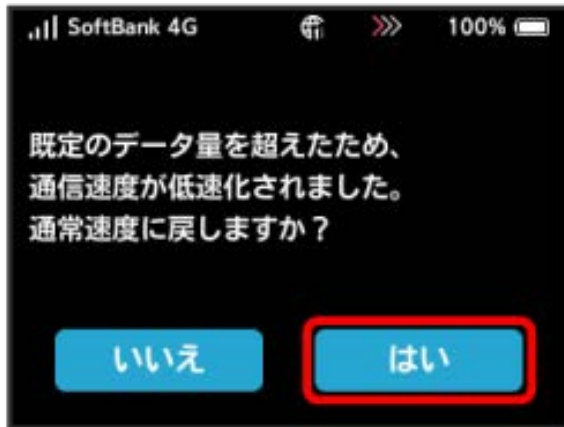 SoftBank 4G 100%
既定のデータ量を超えたため、
通信速度が低速化されました。
通常速度に戻しますか？
いいえ はい